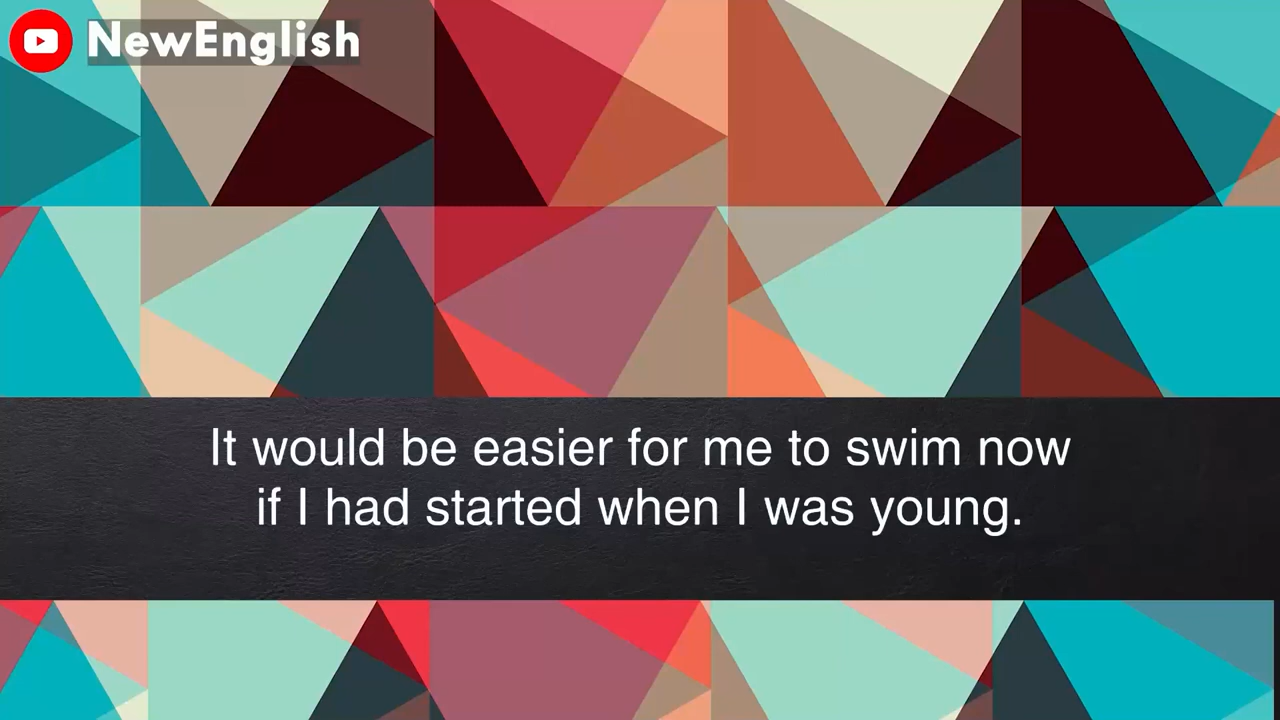 NewEnglish
It would be easier for me to swim now
if I had started when I was young.